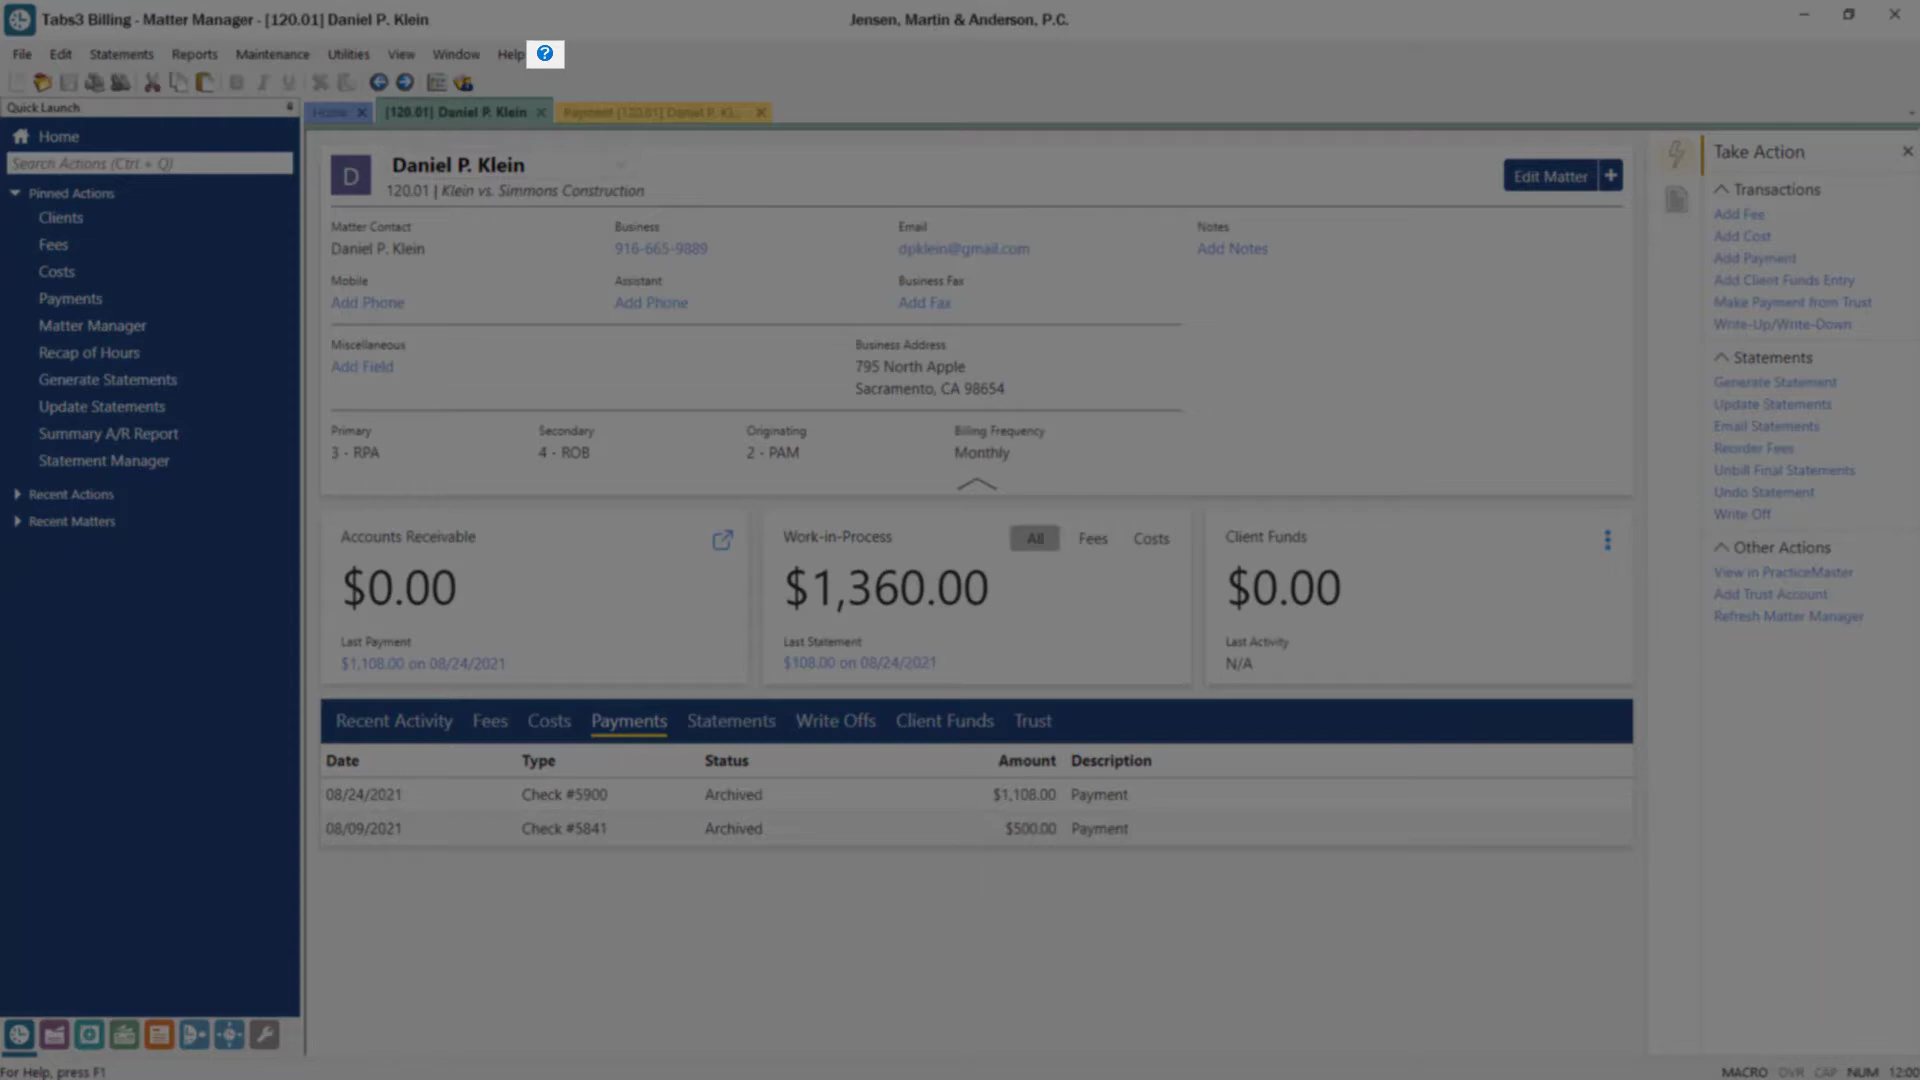 Tabs3 Billing - Matter Manager - [120.01] Daniel P. Klein
Jensen, Martin & Anderson, P.C.
File Edit Statements Reports Maintenance Utilities View Window Help ?
Quick Launch
Home
Search Actions (Ctrl + Q)
Pinned Actions
Clients
Fees
Costs
Payments
Matter Manager
Recap of Hours
Generate Statements
Update Statements
Summary A/R Report
Statement Manager
Recent Actions
Recent Matters
Home
[120.01] Daniel P. Klein
Payment [120.01] Daniel P. Kl...
D
Daniel P. Klein
120.01 | Klein vs. Simmons Construction
Edit Matter +
Matter Contact Business Email Notes
Daniel P. Klein 916-665-9889 dpklein@gmail.com Add Notes
Mobile Assistant Business Fax
Add Phone Add Phone Add Fax
Miscellaneous Business Address
Add Field 795 North Apple
Sacramento, CA 98654
Primary Secondary Originating Billing Frequency
3 - RPA 4 - ROB 2 - PAM Monthly
Accounts Receivable
$0.00
Last Payment
$1,108.00 on 08/24/2021
Work-in-Process All Fees Costs
$1,360.00
Last Statement
$108.00 on 08/24/2021
Client Funds
$0.00
Last Activity
N/A
Recent Activity Fees Costs Payments Statements Write Offs Client Funds Trust
Date Type Status Amount Description
08/24/2021 Check #5900 Archived $1,108.00 Payment
08/09/2021 Check #5841 Archived $500.00 Payment
Take Action
Transactions
Add Fee
Add Cost
Add Payment
Add Client Funds Entry
Make Payment from Trust
Write-Up/Write-Down
Statements
Generate Statement
Update Statements
Email Statements
Reorder Fees
Unbill Final Statements
Undo Statement
Write Off
Other Actions
View in PracticeMaster
Add Trust Account
Refresh Matter Manager
For Help, press F1
MACRO OVR CAP NUM 12:00